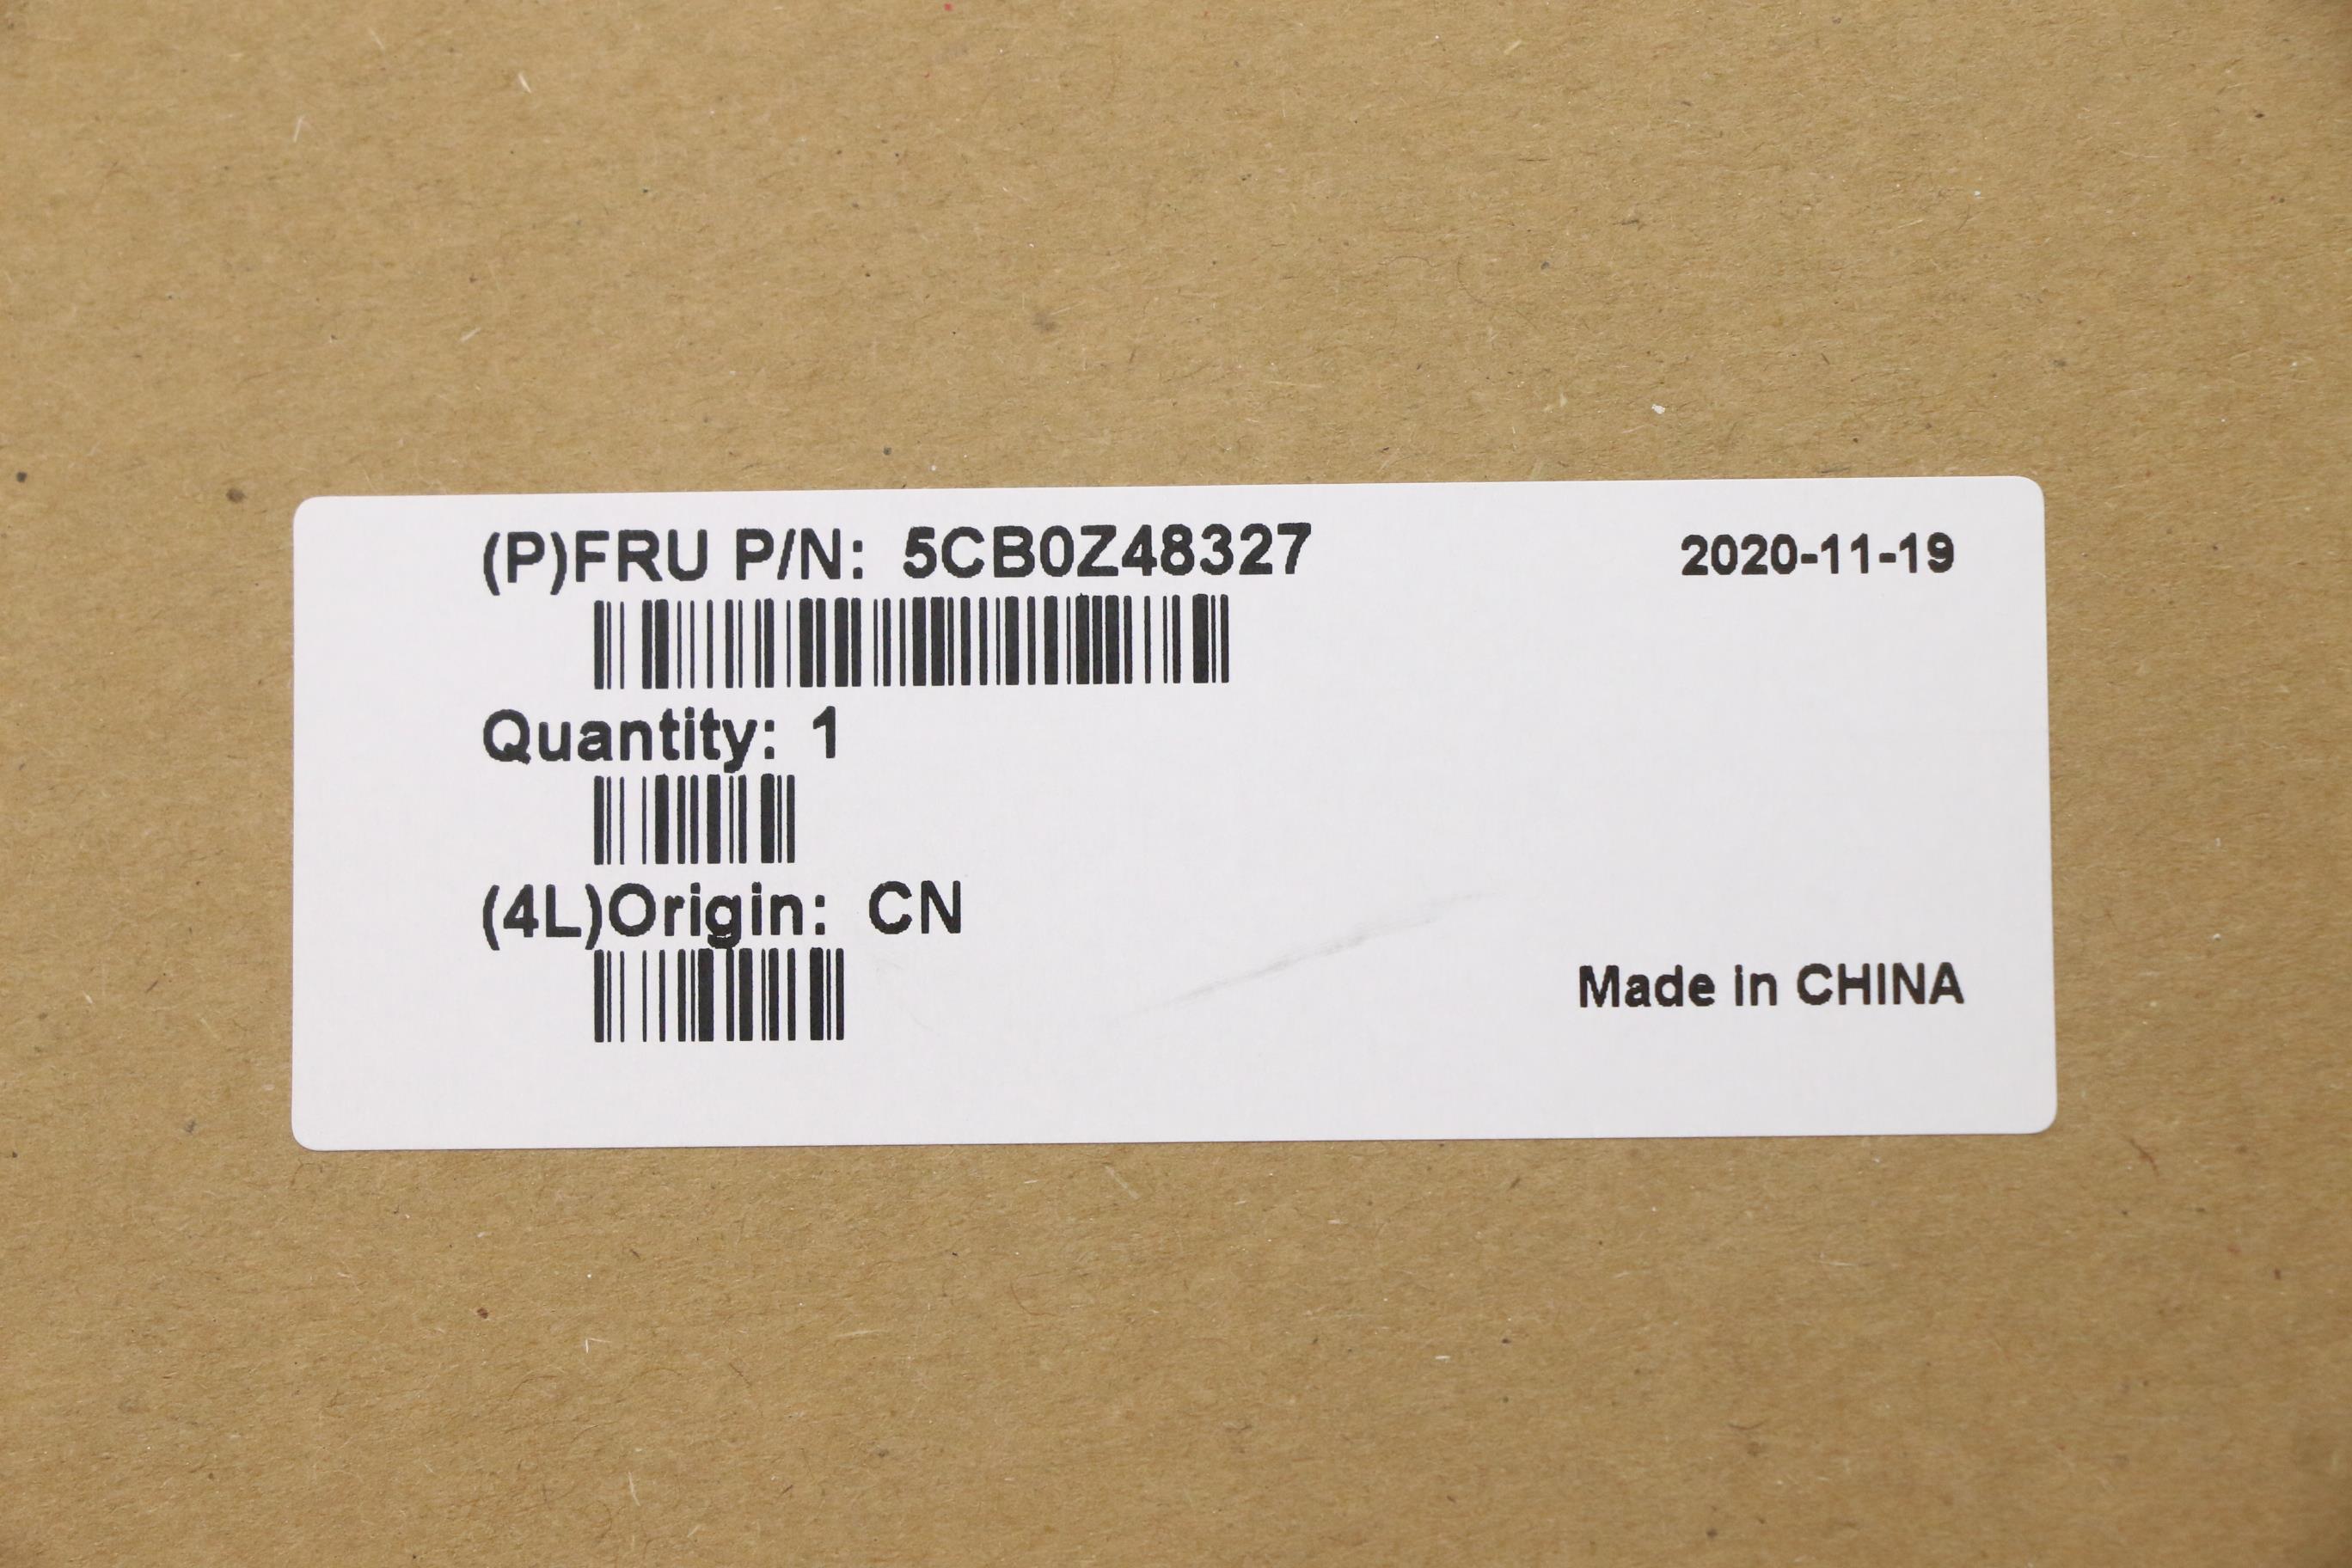 (P)FRU P/N: 5CB0Z48327 2020-11-19
Quantity: 1
(4L)Origin: CN
Made in CHINA